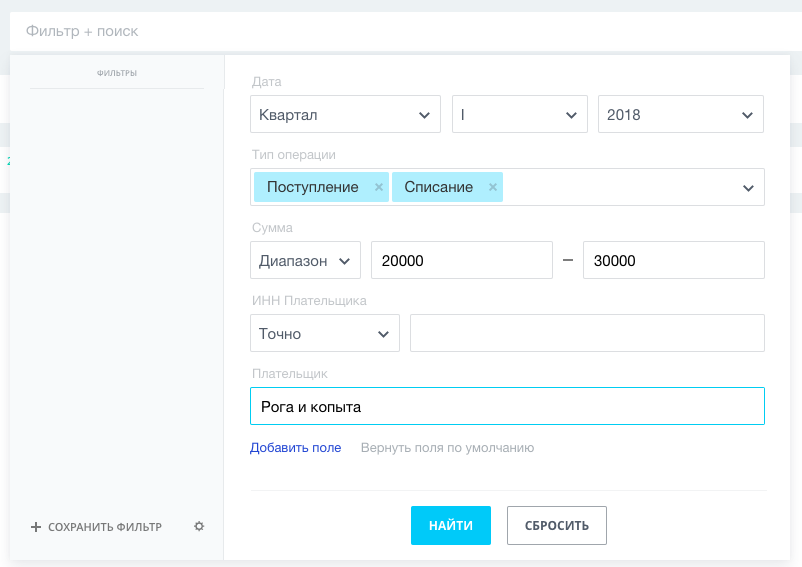 Фильтр + поиск
ФИЛЬТРЫ
Дата
Квартал I 2018
Тип операции
Поступление × Списание ×
Сумма
Диапазон 20000 – 30000
ИНН Плательщика
Точно
Плательщик
Рога и копыта
Добавить поле Вернуть поля по умолчанию
+ СОХРАНИТЬ ФИЛЬТР НАЙТИ СБРОСИТЬ